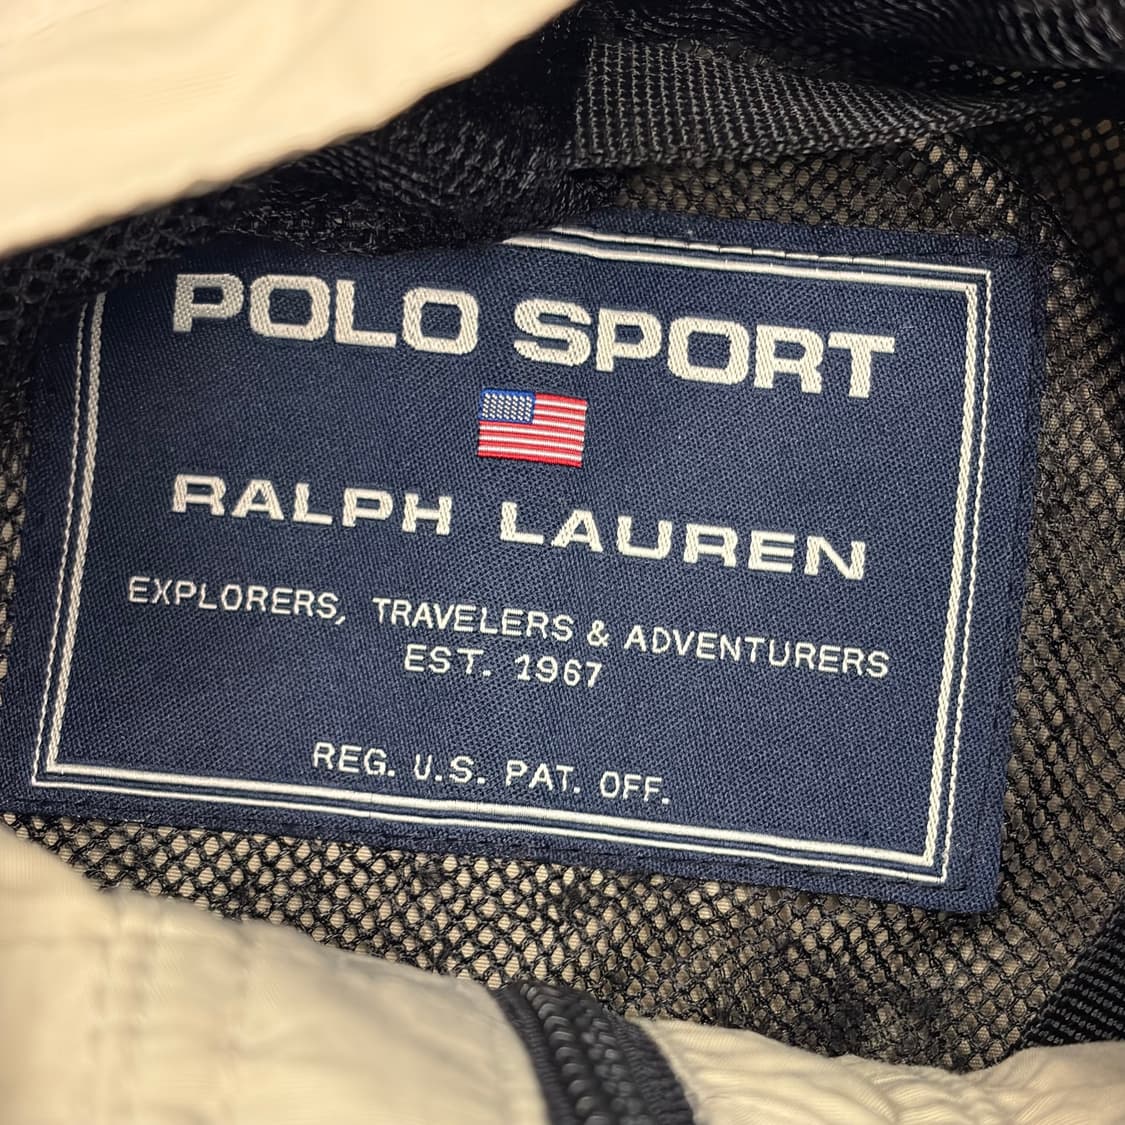 POLO SPORT
RALPH LAUREN
EXPLORERS, TRAVELERS & ADVENTURERS
EST. 1967
REG. U.S. PAT. OFF.